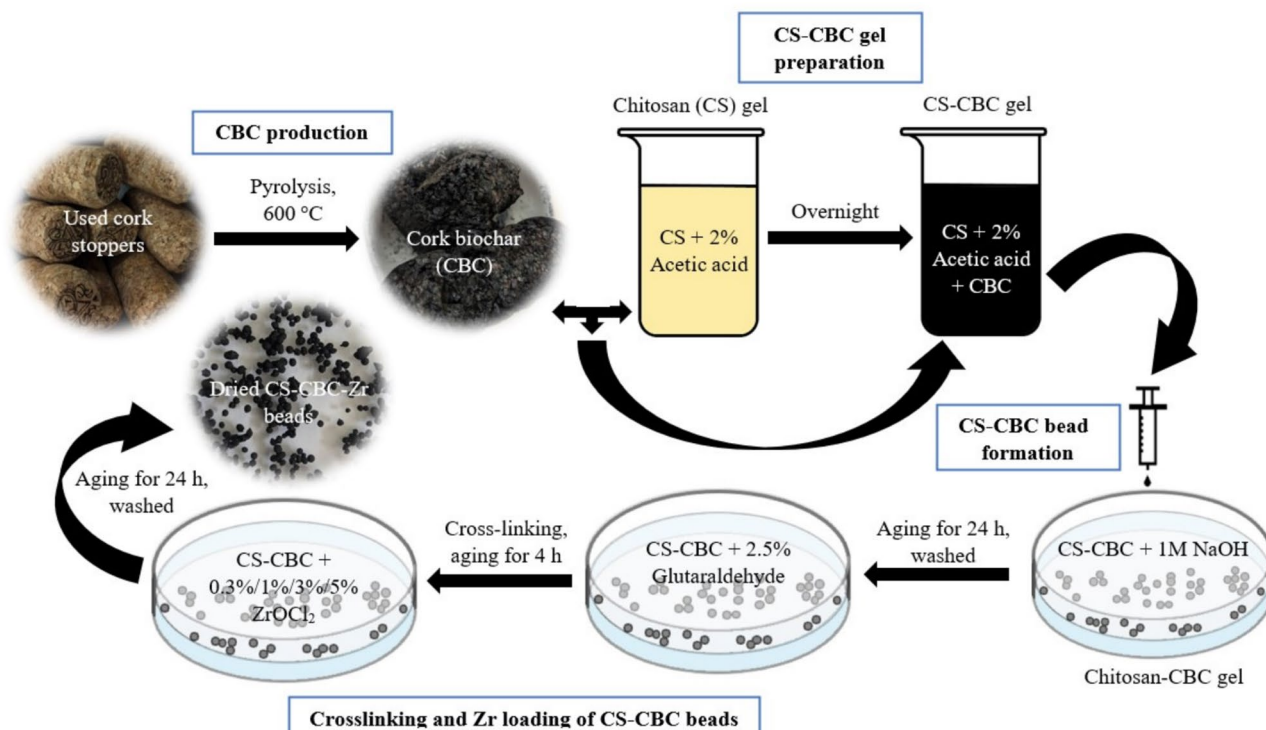 CS-CBC gel
preparation
CBC production
Chitosan (CS) gel
CS-CBC gel
Used cork
stoppers
Pyrolysis,
600 °C
Cork biochar
(CBC)
CS + 2%
Acetic acid
Overnight
CS + 2%
Acetic acid
+ CBC
Dried CS-CBC-Zr
beads
CS-CBC bead
formation
Aging for 24 h,
washed
CS-CBC +
0.3%/1%/3%/5%
ZrOCl₂
Cross-linking,
aging for 4 h
CS-CBC + 2.5%
Glutaraldehyde
Aging for 24 h,
washed
CS-CBC + 1M NaOH
Chitosan-CBC gel
Crosslinking and Zr loading of CS-CBC beads